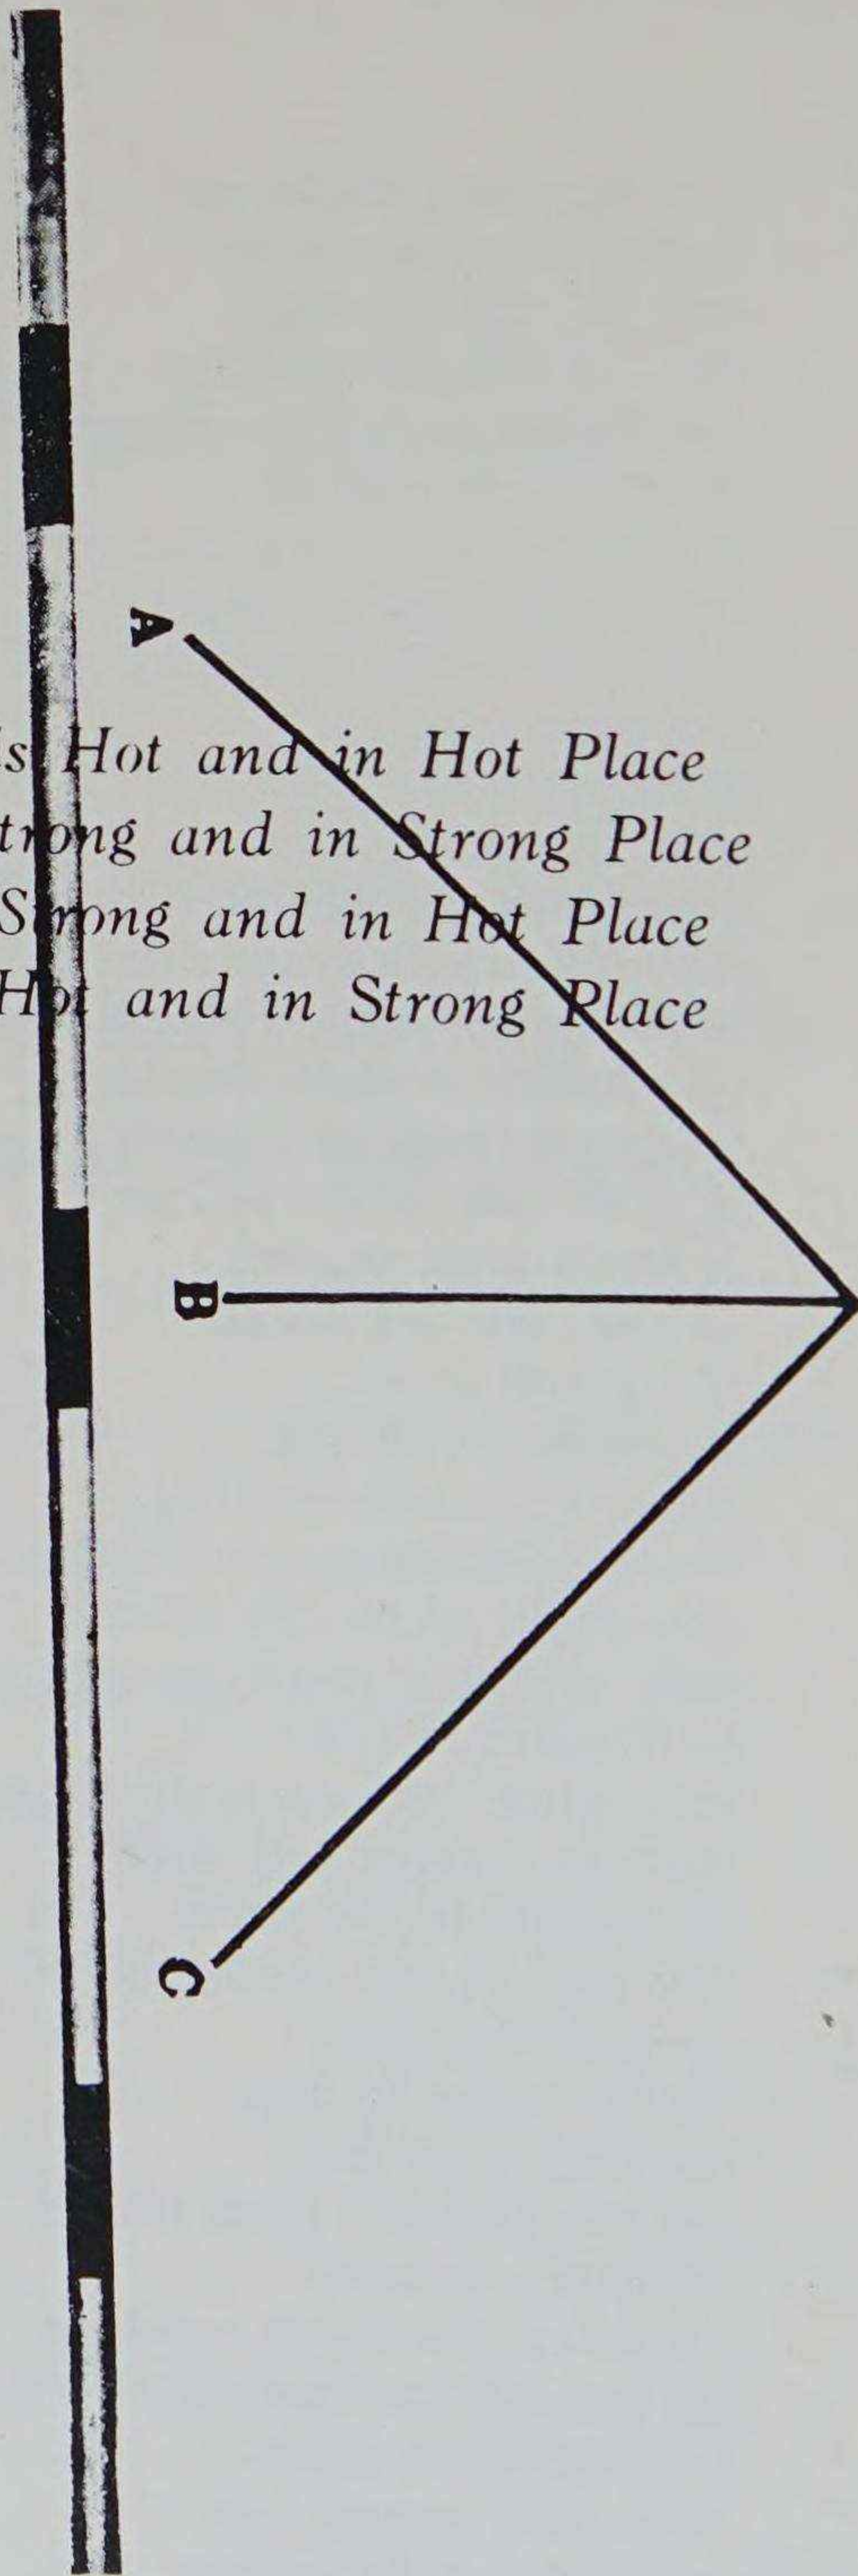 A
s Hot and in Hot Place
trong and in Strong Place
Strong and in Hot Place
Hot and in Strong Place
B
C